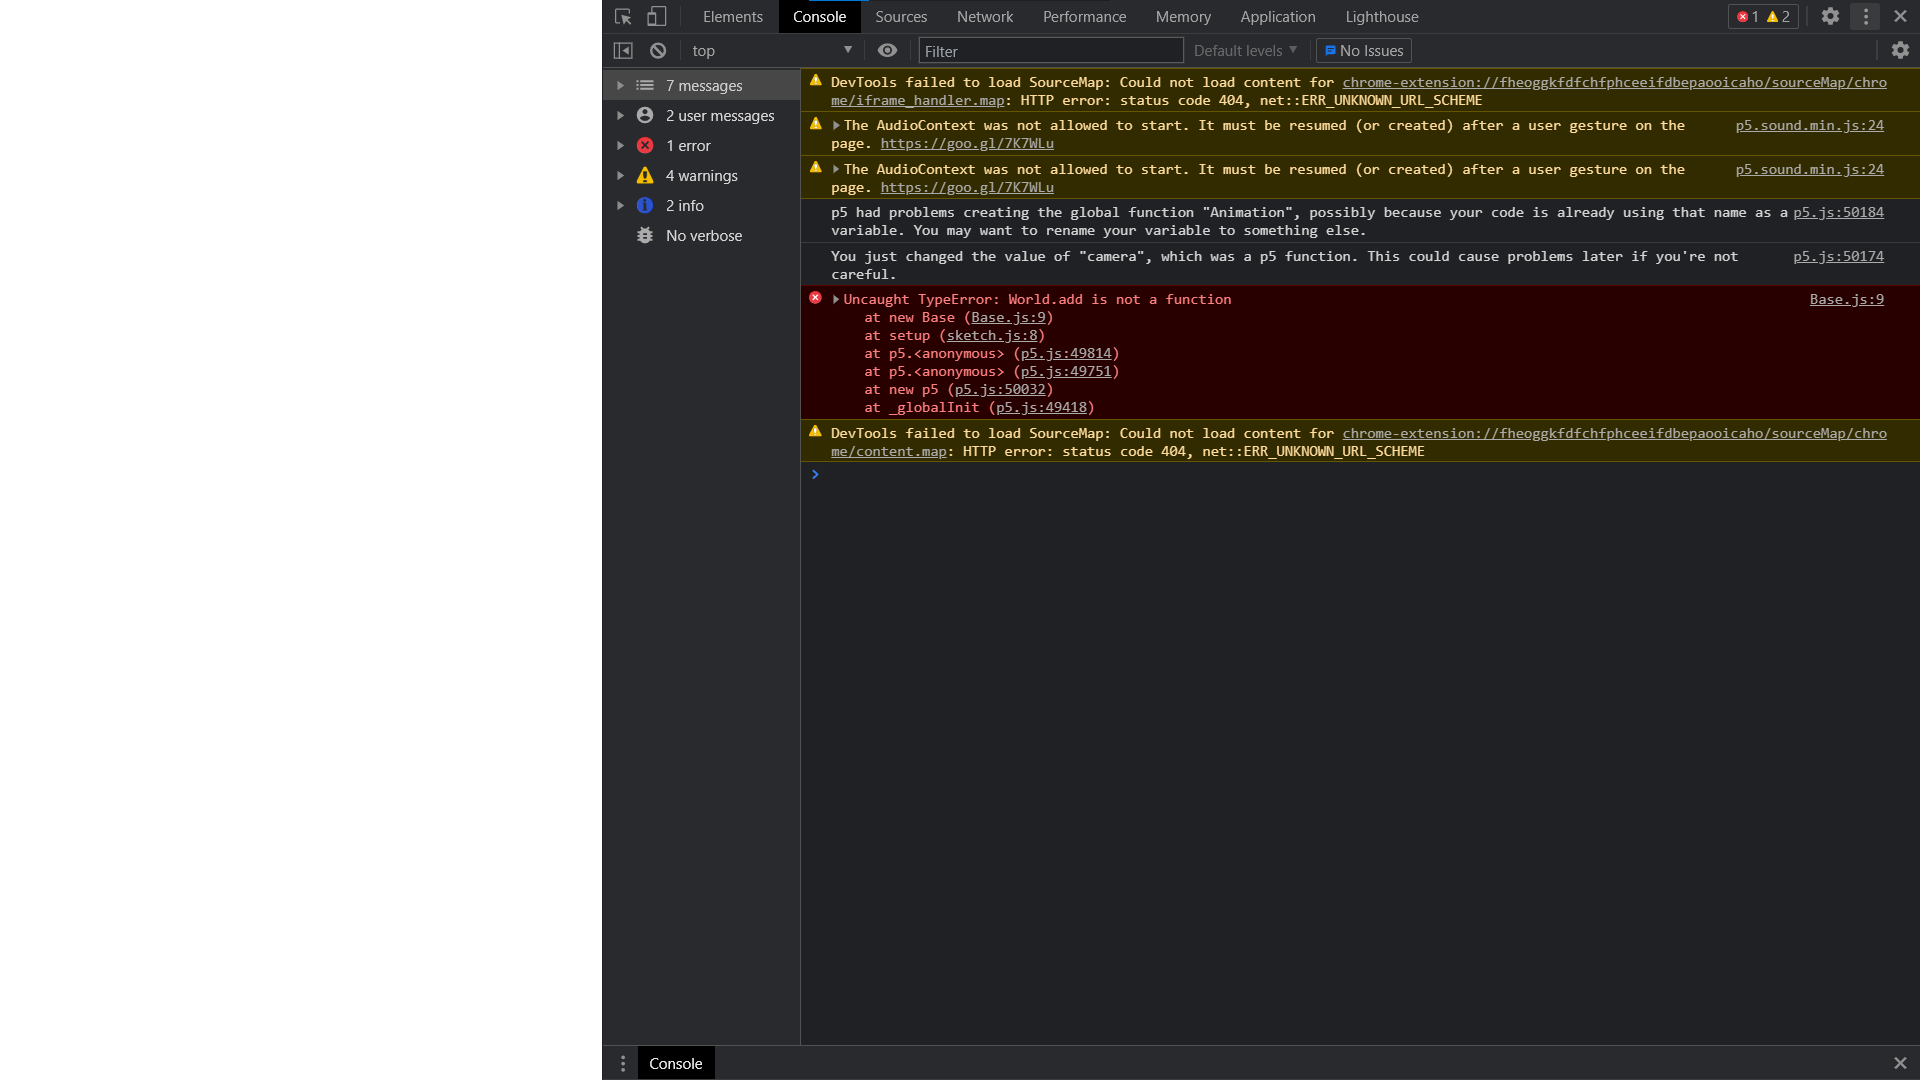 Elements Console Sources Network Performance Memory Application Lighthouse 1 2
top Filter Default levels No Issues
7 messages
2 user messages
1 error
4 warnings
2 info
No verbose
DevTools failed to load SourceMap: Could not load content for chrome-extension://fheoggkfdfchfphceeifdbepaooicaho/sourceMap/chro
me/iframe_handler.map: HTTP error: status code 404, net::ERR_UNKNOWN_URL_SCHEME
The AudioContext was not allowed to start. It must be resumed (or created) after a user gesture on the p5.sound.min.js:24
page. https://goo.gl/7K7WLu
The AudioContext was not allowed to start. It must be resumed (or created) after a user gesture on the p5.sound.min.js:24
page. https://goo.gl/7K7WLu
p5 had problems creating the global function "Animation", possibly because your code is already using that name as a p5.js:50184
variable. You may want to rename your variable to something else.
You just changed the value of "camera", which was a p5 function. This could cause problems later if you're not p5.js:50174
careful.
Uncaught TypeError: World.add is not a function Base.js:9
at new Base (Base.js:9)
at setup (sketch.js:8)
at p5.<anonymous> (p5.js:49814)
at p5.<anonymous> (p5.js:49751)
at new p5 (p5.js:50032)
at _globalInit (p5.js:49418)
DevTools failed to load SourceMap: Could not load content for chrome-extension://fheoggkfdfchfphceeifdbepaooicaho/sourceMap/chro
me/content.map: HTTP error: status code 404, net::ERR_UNKNOWN_URL_SCHEME
Console